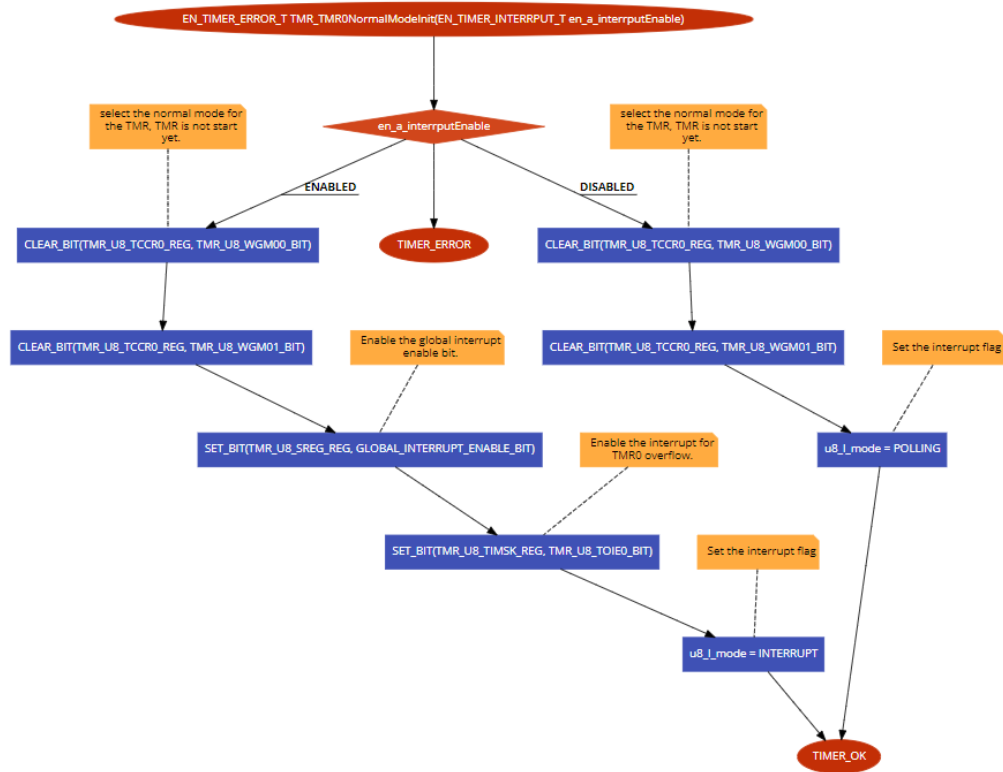 EN_TIMER_ERROR_T TMR_TMR0NormalModeInit(EN_TIMER_INTERRPUT_T en_a_interrputEnable)
select the normal mode for
the TMR, TMR is not start
yet.
en_a_interrputEnable
select the normal mode for
the TMR, TMR is not start
yet.
ENABLED
DISABLED
CLEAR_BIT(TMR_U8_TCCR0_REG, TMR_U8_WGM00_BIT)
TIMER_ERROR
CLEAR_BIT(TMR_U8_TCCR0_REG, TMR_U8_WGM00_BIT)
CLEAR_BIT(TMR_U8_TCCR0_REG, TMR_U8_WGM01_BIT)
Enable the global interrupt
enable bit.
CLEAR_BIT(TMR_U8_TCCR0_REG, TMR_U8_WGM01_BIT)
Set the interrupt flag
SET_BIT(TMR_U8_SREG_REG, GLOBAL_INTERRUPT_ENABLE_BIT)
Enable the interrupt for
TMR0 overflow.
u8_l_mode = POLLING
SET_BIT(TMR_U8_TIMSK_REG, TMR_U8_TOIE0_BIT)
Set the interrupt flag
u8_l_mode = INTERRUPT
TIMER_OK